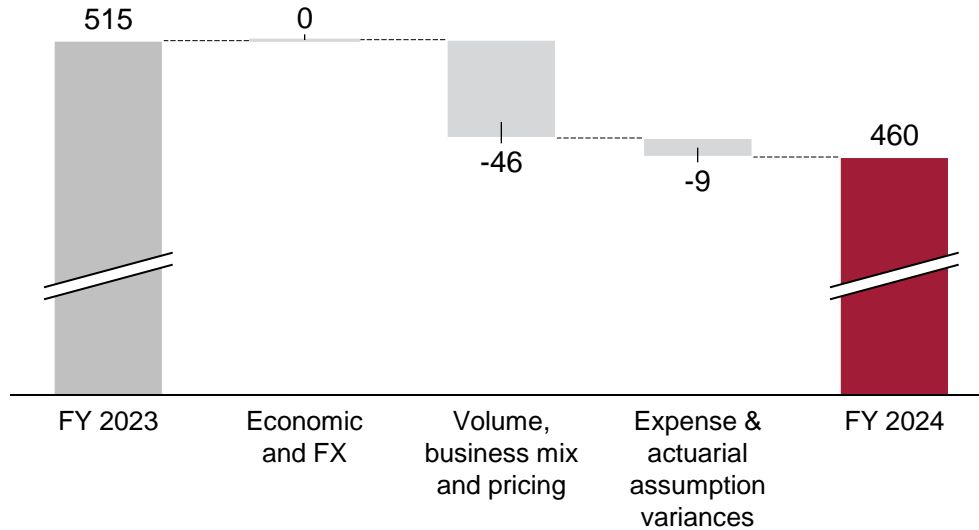 515
0
-46
-9
460
FY 2023
Economic
and FX
Volume,
business mix
and pricing
Expense &
actuarial
assumption
variances
FY 2024